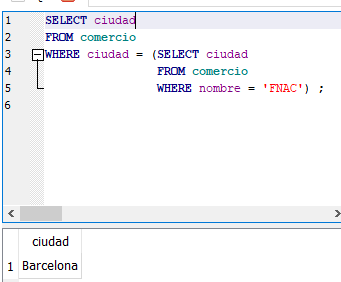 1 SELECT ciudad
2 FROM comercio
3 WHERE ciudad = (SELECT ciudad
4 FROM comercio
5 WHERE nombre = 'FNAC') ;
6
ciudad
1 Barcelona